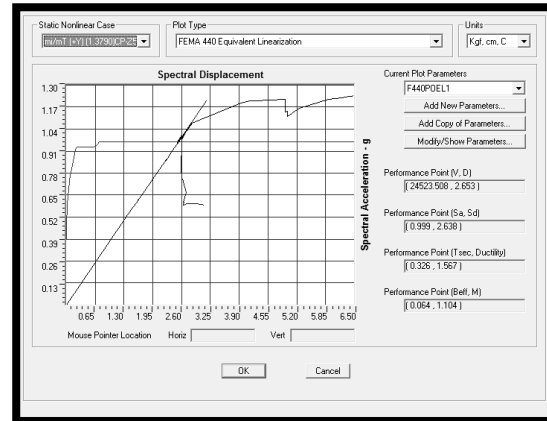 Static Nonlinear Case
Plot Type
FEMA 440 Equivalent Linearization
Units
Kgf, cm, C
Spectral Displacement
1.30
1.17
1.04
0.91
0.78
0.65
0.52
0.39
0.26
0.13
0.65 1.30 1.95 2.60 3.25 3.90 4.55 5.20 5.85 6.50
Spectral Acceleration - g
Mouse Pointer Location Horiz Vert
Current Plot Parameters
F440POEL1
Add New Parameters...
Add Copy of Parameters...
Modify/Show Parameters...
Performance Point (V, D)
( 24523.508 , 2.653 )
Performance Point (Sa, Sd)
( 0.999 , 2.638 )
Performance Point (Tsec, Ductility)
( 0.326 , 1.567 )
Performance Point (Beff, M)
( 0.064 , 1.104 )
OK Cancel